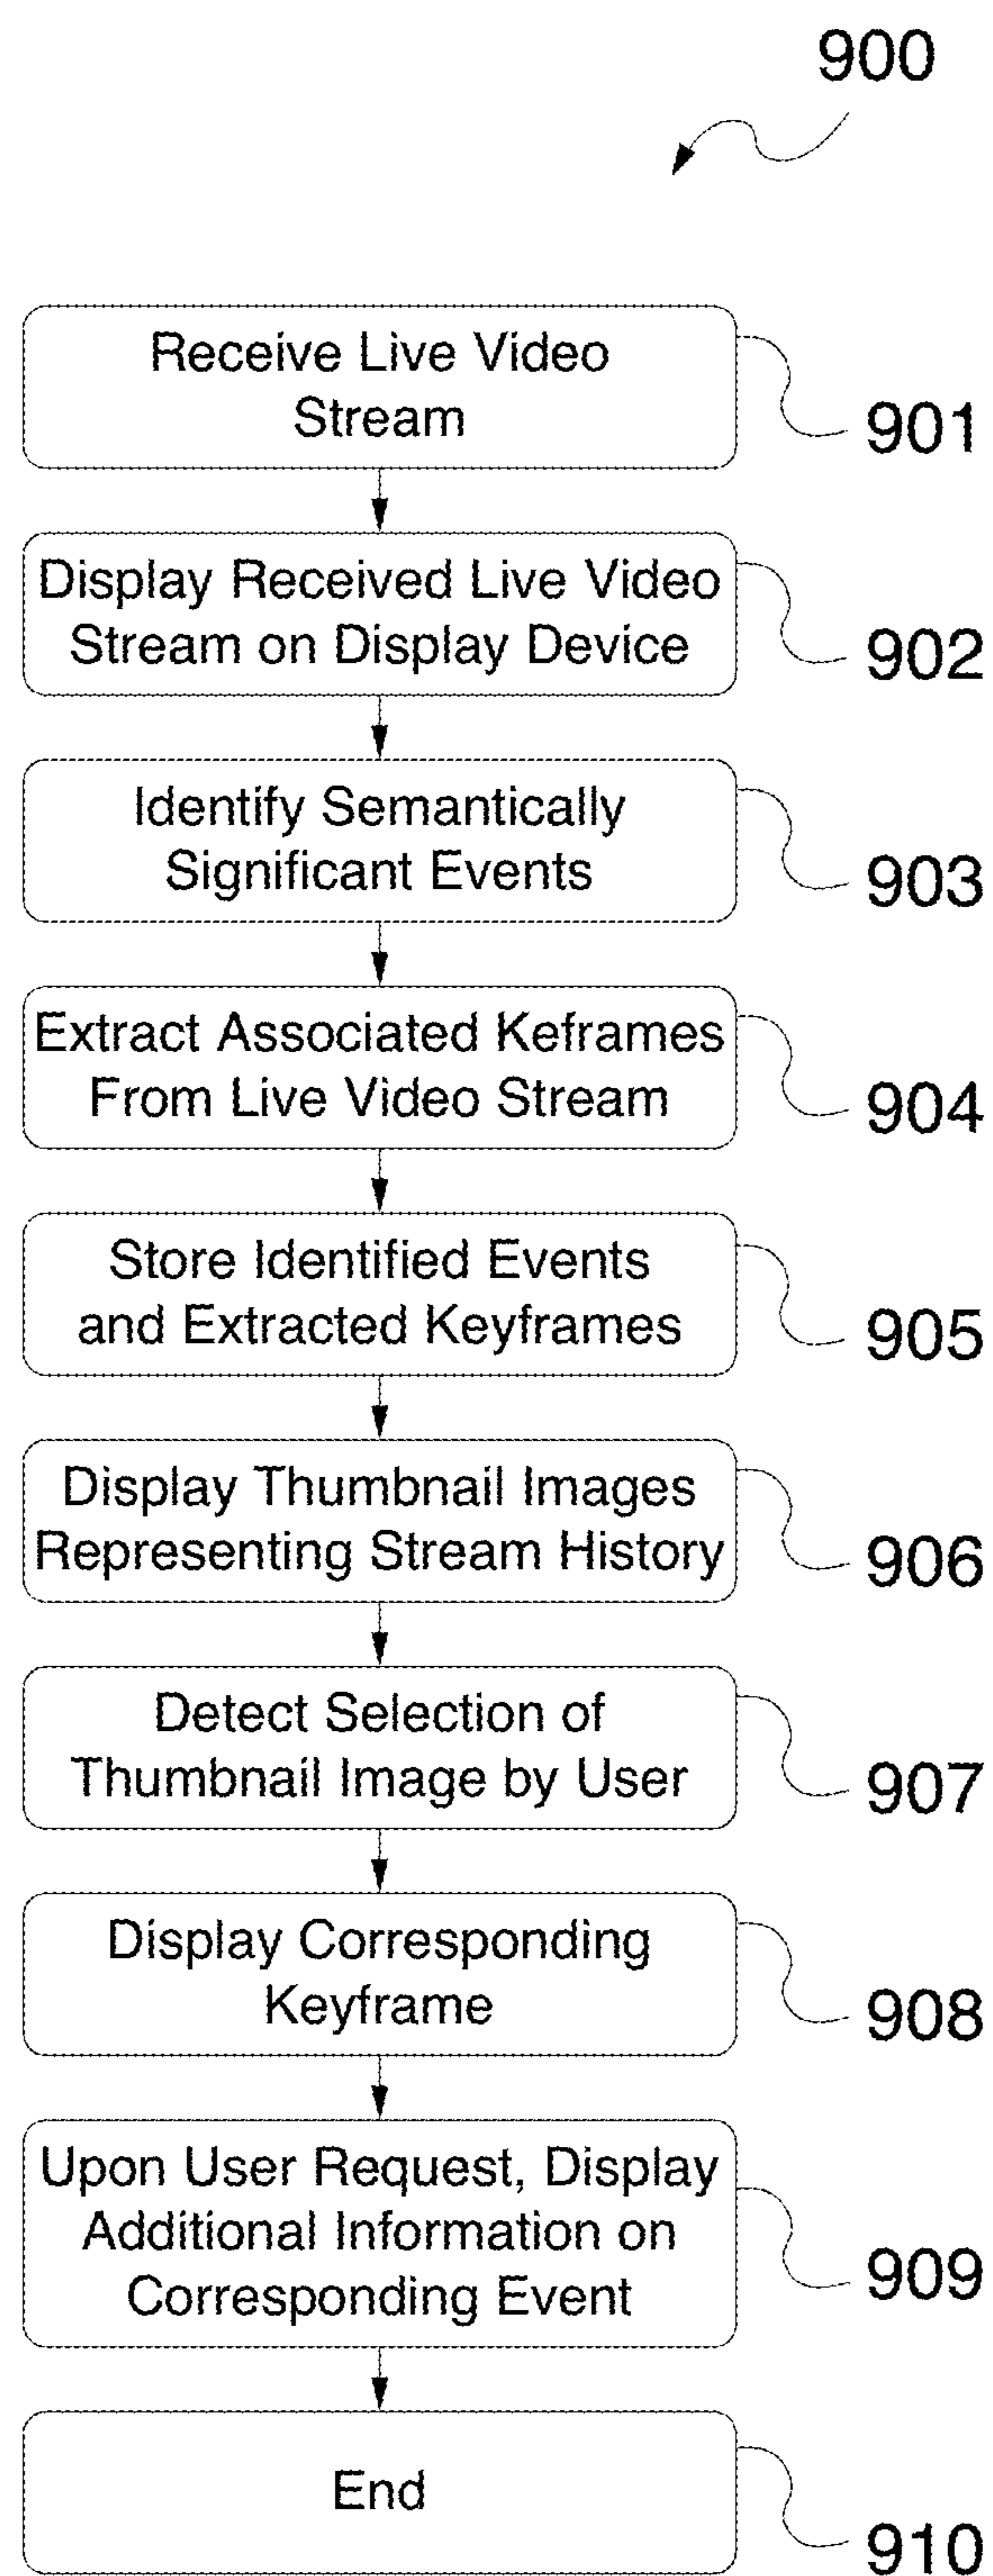 900
Receive Live Video
Stream
901
Display Received Live Video
Stream on Display Device
902
Identify Semantically
Significant Events
903
Extract Associated Keframes
From Live Video Stream
904
Store Identified Events
and Extracted Keyframes
905
Display Thumbnail Images
Representing Stream History
906
Detect Selection of
Thumbnail Image by User
907
Display Corresponding
Keyframe
908
Upon User Request, Display
Additional Information on
Corresponding Event
909
End
910